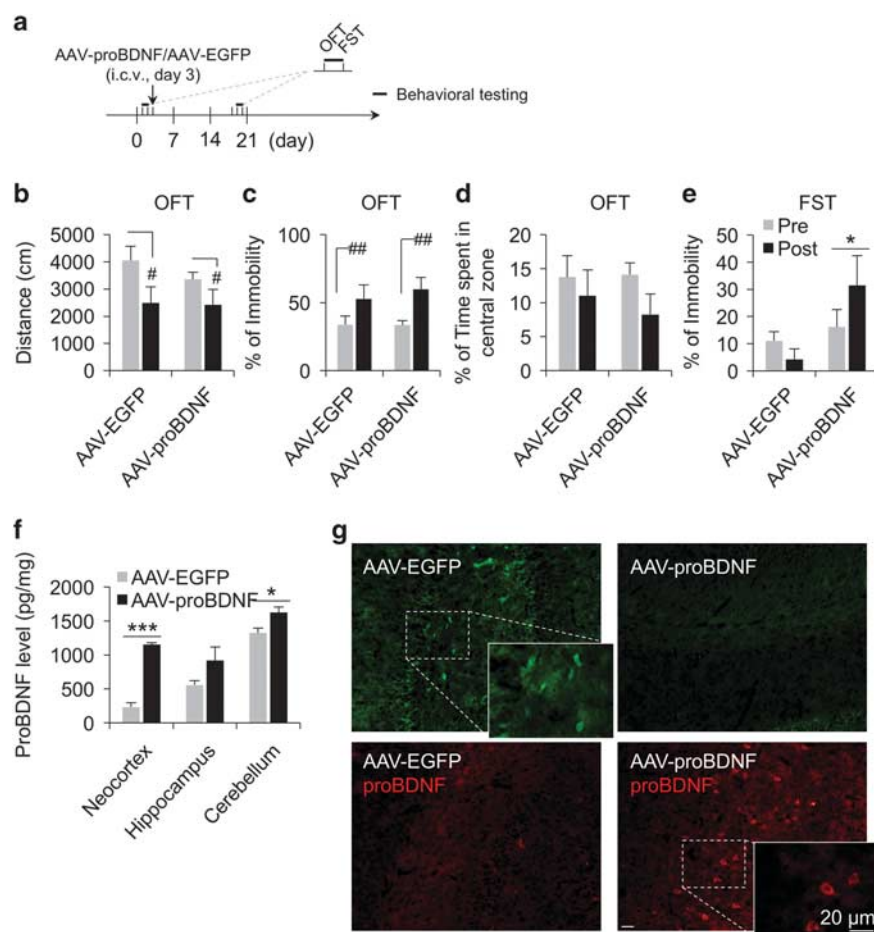 a
OFT
FST
AAV-proBDNF/AAV-EGFP
(i.c.v., day 3)
Behavioral testing
0 7 14 21 (day)
b
OFT
Distance (cm)
5000
4000
3000
2000
1000
0
#
#
AAV-EGFP
AAV-proBDNF
c
OFT
% of Immobility
100
50
0
##
##
AAV-EGFP
AAV-proBDNF
d
OFT
% of Time spent in
central zone
20
15
10
5
0
AAV-EGFP
AAV-proBDNF
e
FST
Pre
Post
*
% of Immobility
50
40
30
20
10
0
AAV-EGFP
AAV-proBDNF
f
ProBDNF level (pg/mg)
2000
1500
1000
500
0
AAV-EGFP
AAV-proBDNF
***
*
Neocortex
Hippocampus
Cerebellum
g
AAV-EGFP
AAV-proBDNF
AAV-EGFP
proBDNF
AAV-proBDNF
proBDNF
20 µm